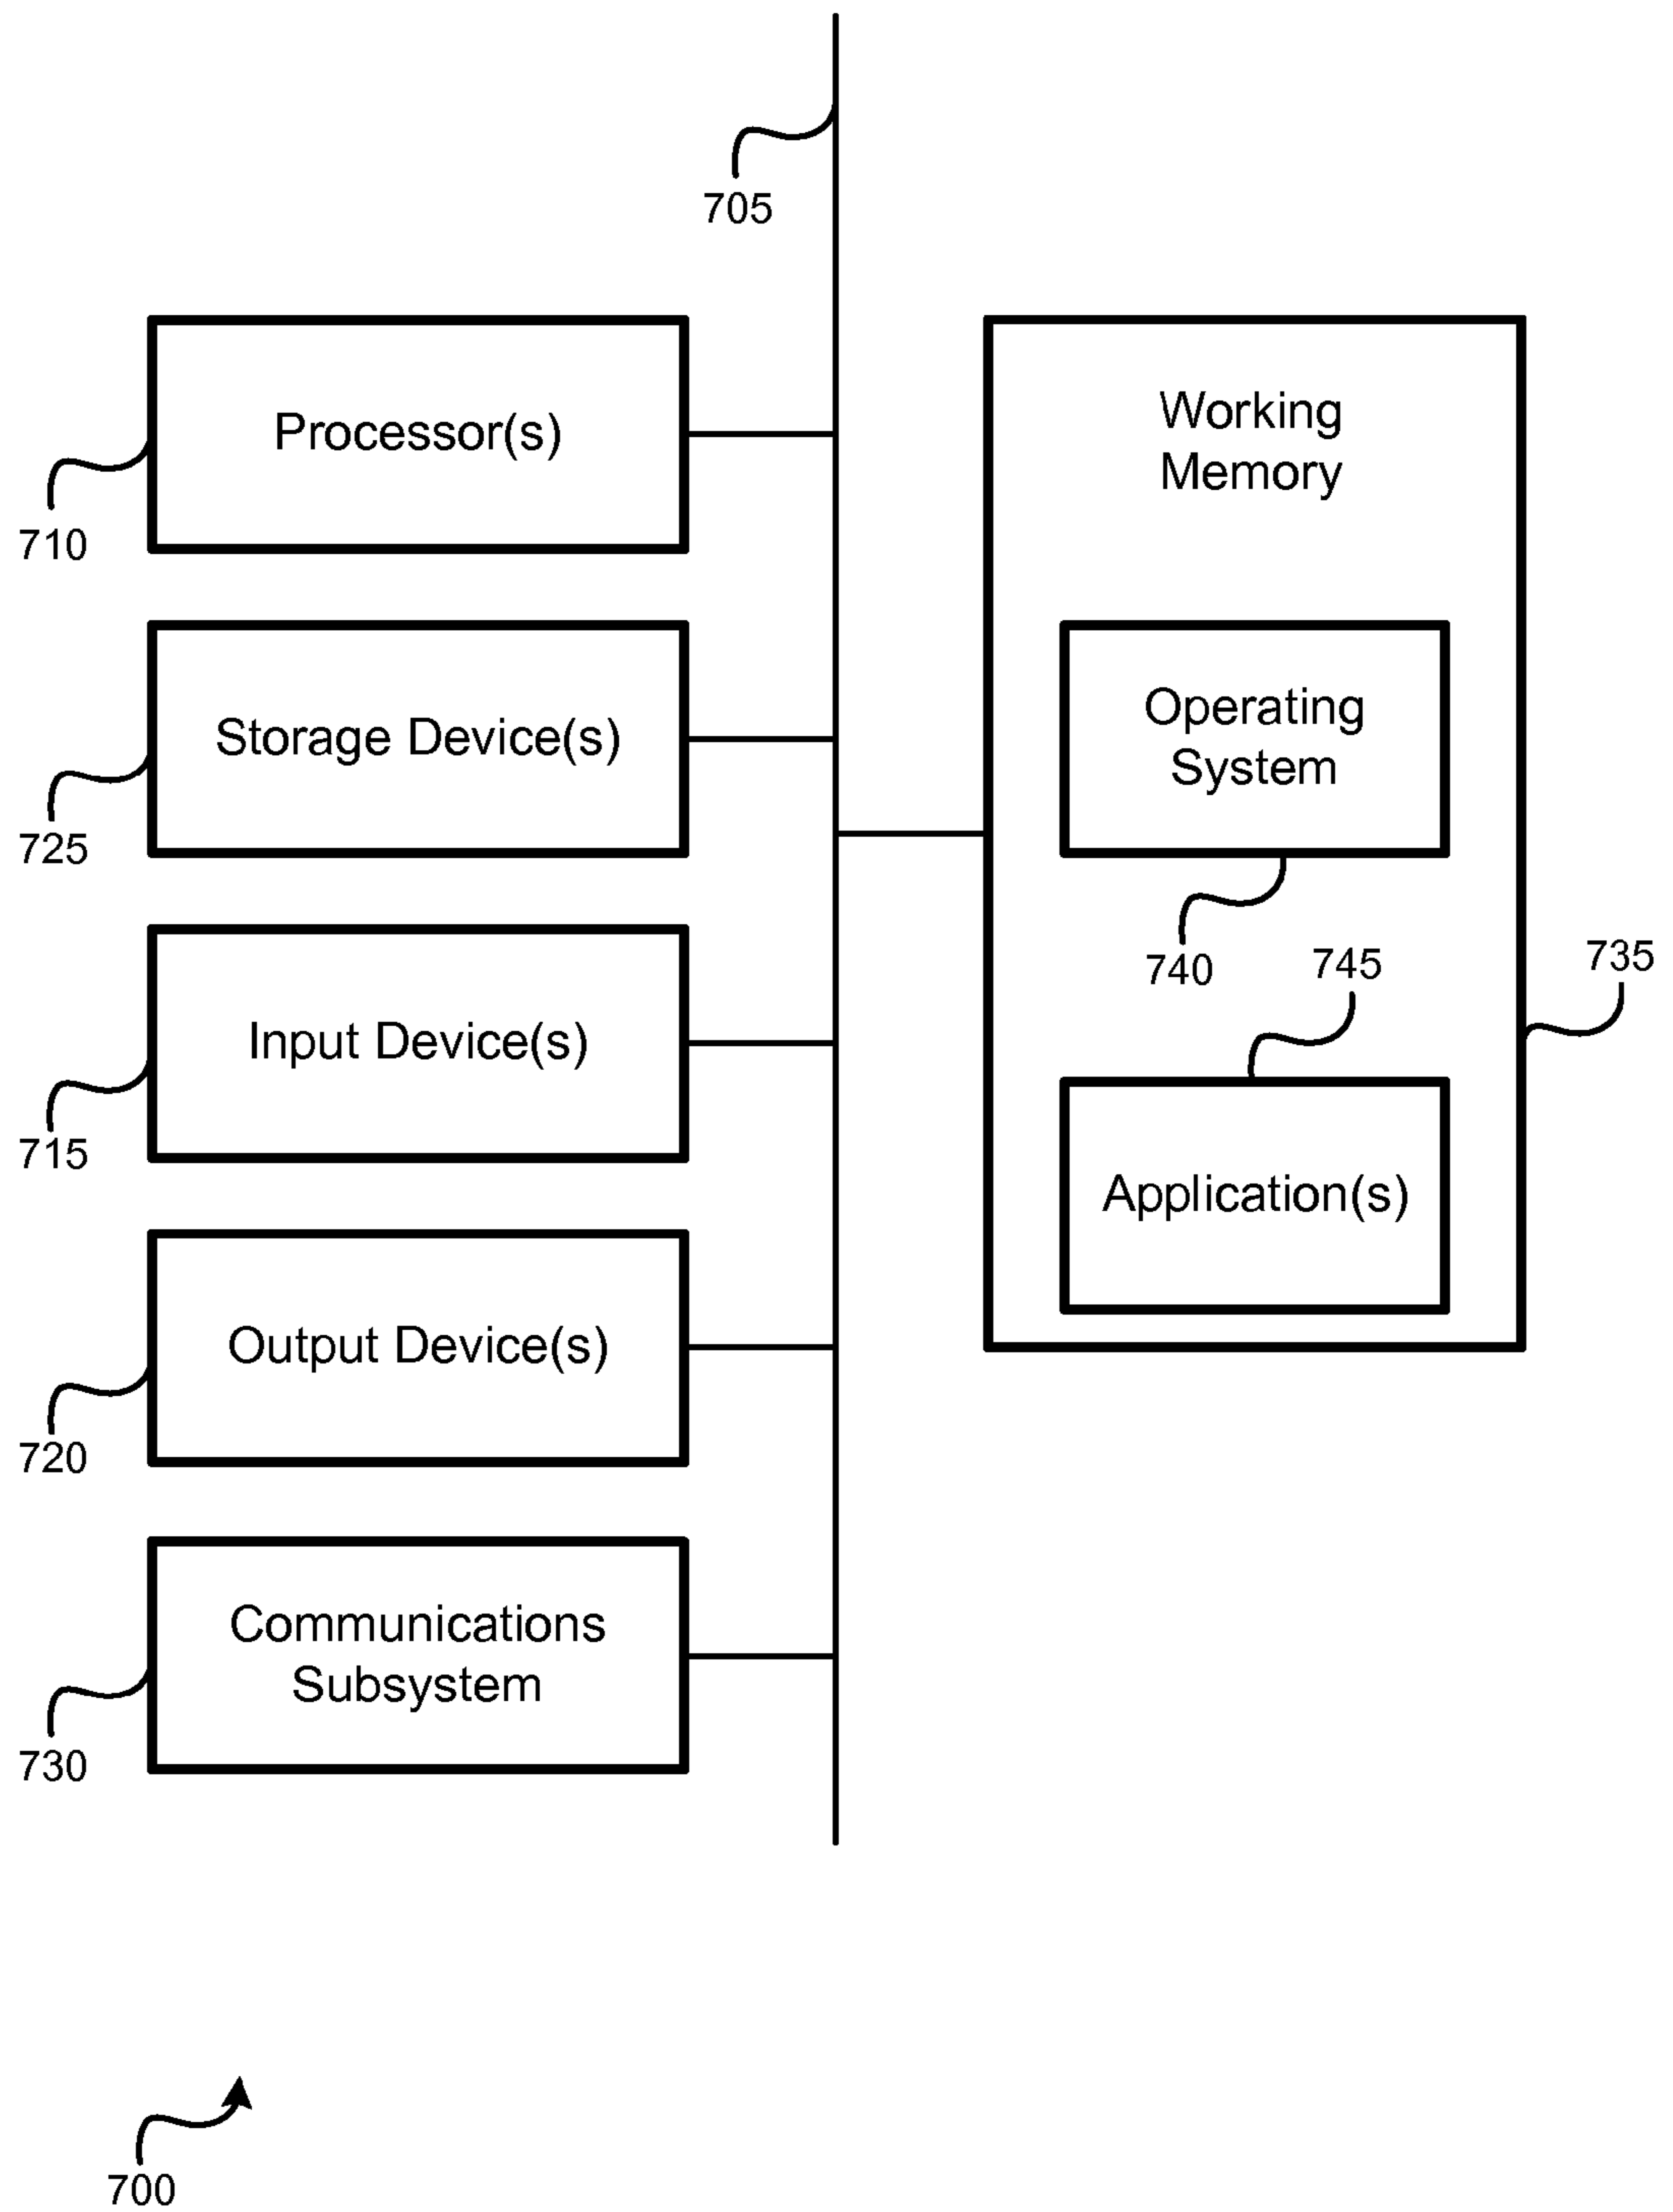 705
Processor(s)
710
Storage Device(s)
725
Input Device(s)
715
Output Device(s)
720
Communications
Subsystem
730
Working
Memory
Operating
System
740
745
735
Application(s)
700